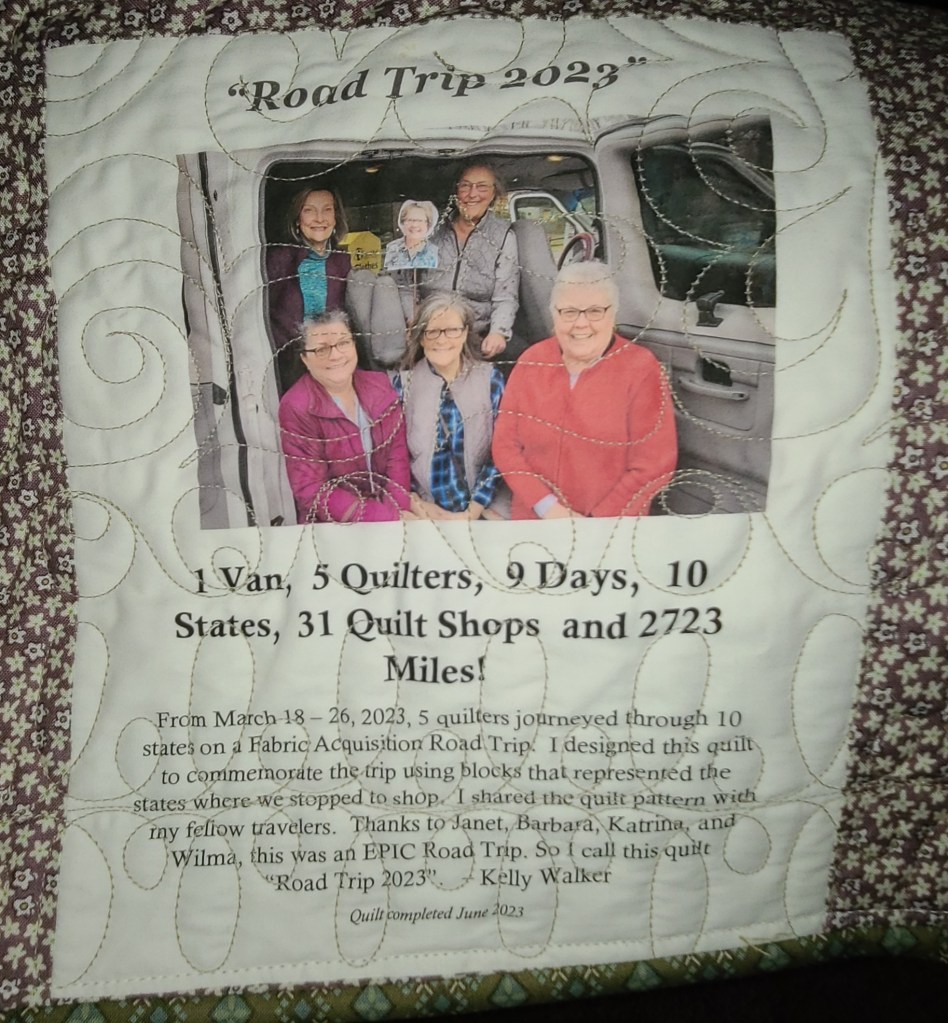 “Road Trip 2023”
1 Van, 5 Quilters, 9 Days, 10
States, 31 Quilt Shops and 2723
Miles!
From March 18 – 26, 2023, 5 quilters journeyed through 10
states on a Fabric Acquisition Road Trip. I designed this quilt
to commemorate the trip using blocks that represented the
states where we stopped to shop. I shared the quilt pattern with
my fellow travelers. Thanks to Janet, Barbara, Katrina, and
Wilma, this was an EPIC Road Trip. So I call this quilt
“Road Trip 2023”. – Kelly Walker
Quilt completed June 2023